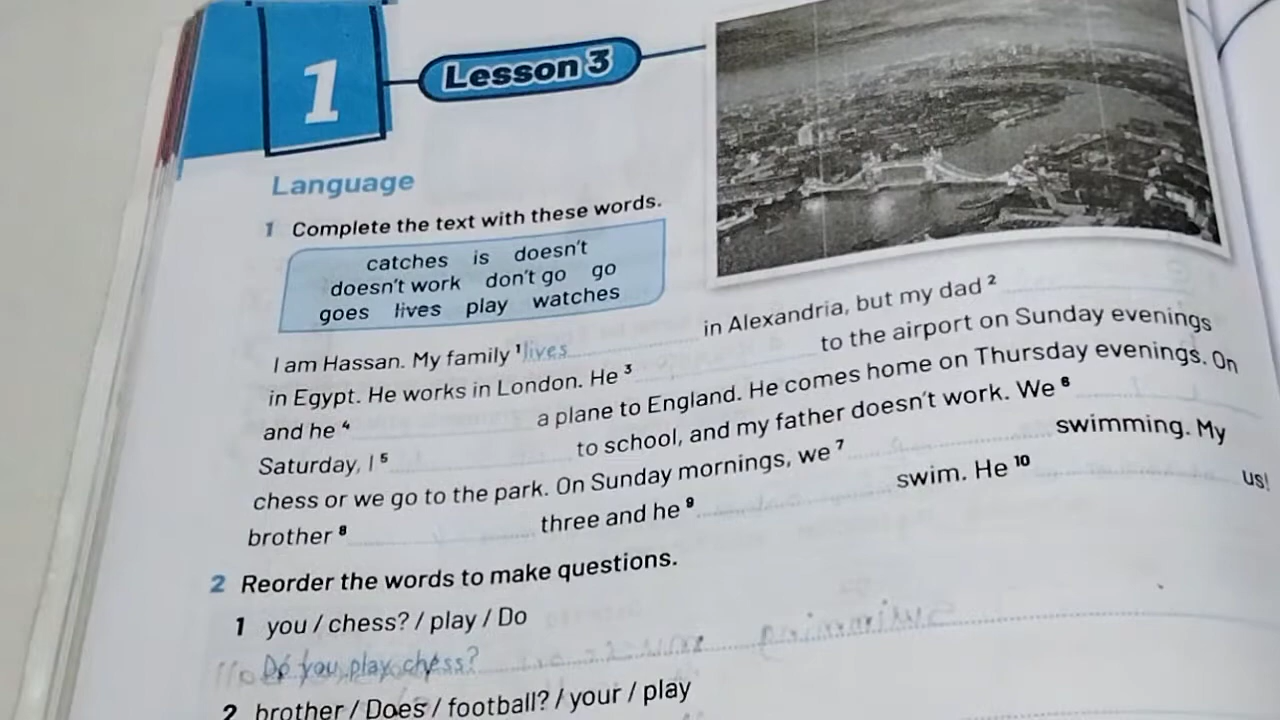 1
Lesson 3
Language
1 Complete the text with these words.
catches is doesn't
doesn't work don't go go
goes lives play watches
I am Hassan. My family ¹lives in Alexandria, but my dad ²
in Egypt. He works in London. He ³ to the airport on Sunday evenings
and he ⁴ a plane to England. He comes home on Thursday evenings. On
Saturday, I ⁵ to school, and my father doesn't work. We ⁶
chess or we go to the park. On Sunday mornings, we ⁷ swimming. My
brother ⁸ three and he ⁹ swim. He ¹⁰ us!
2 Reorder the words to make questions.
1 you / chess? / play / Do
Do you play chess?
2 brother / Does / football? / your / play